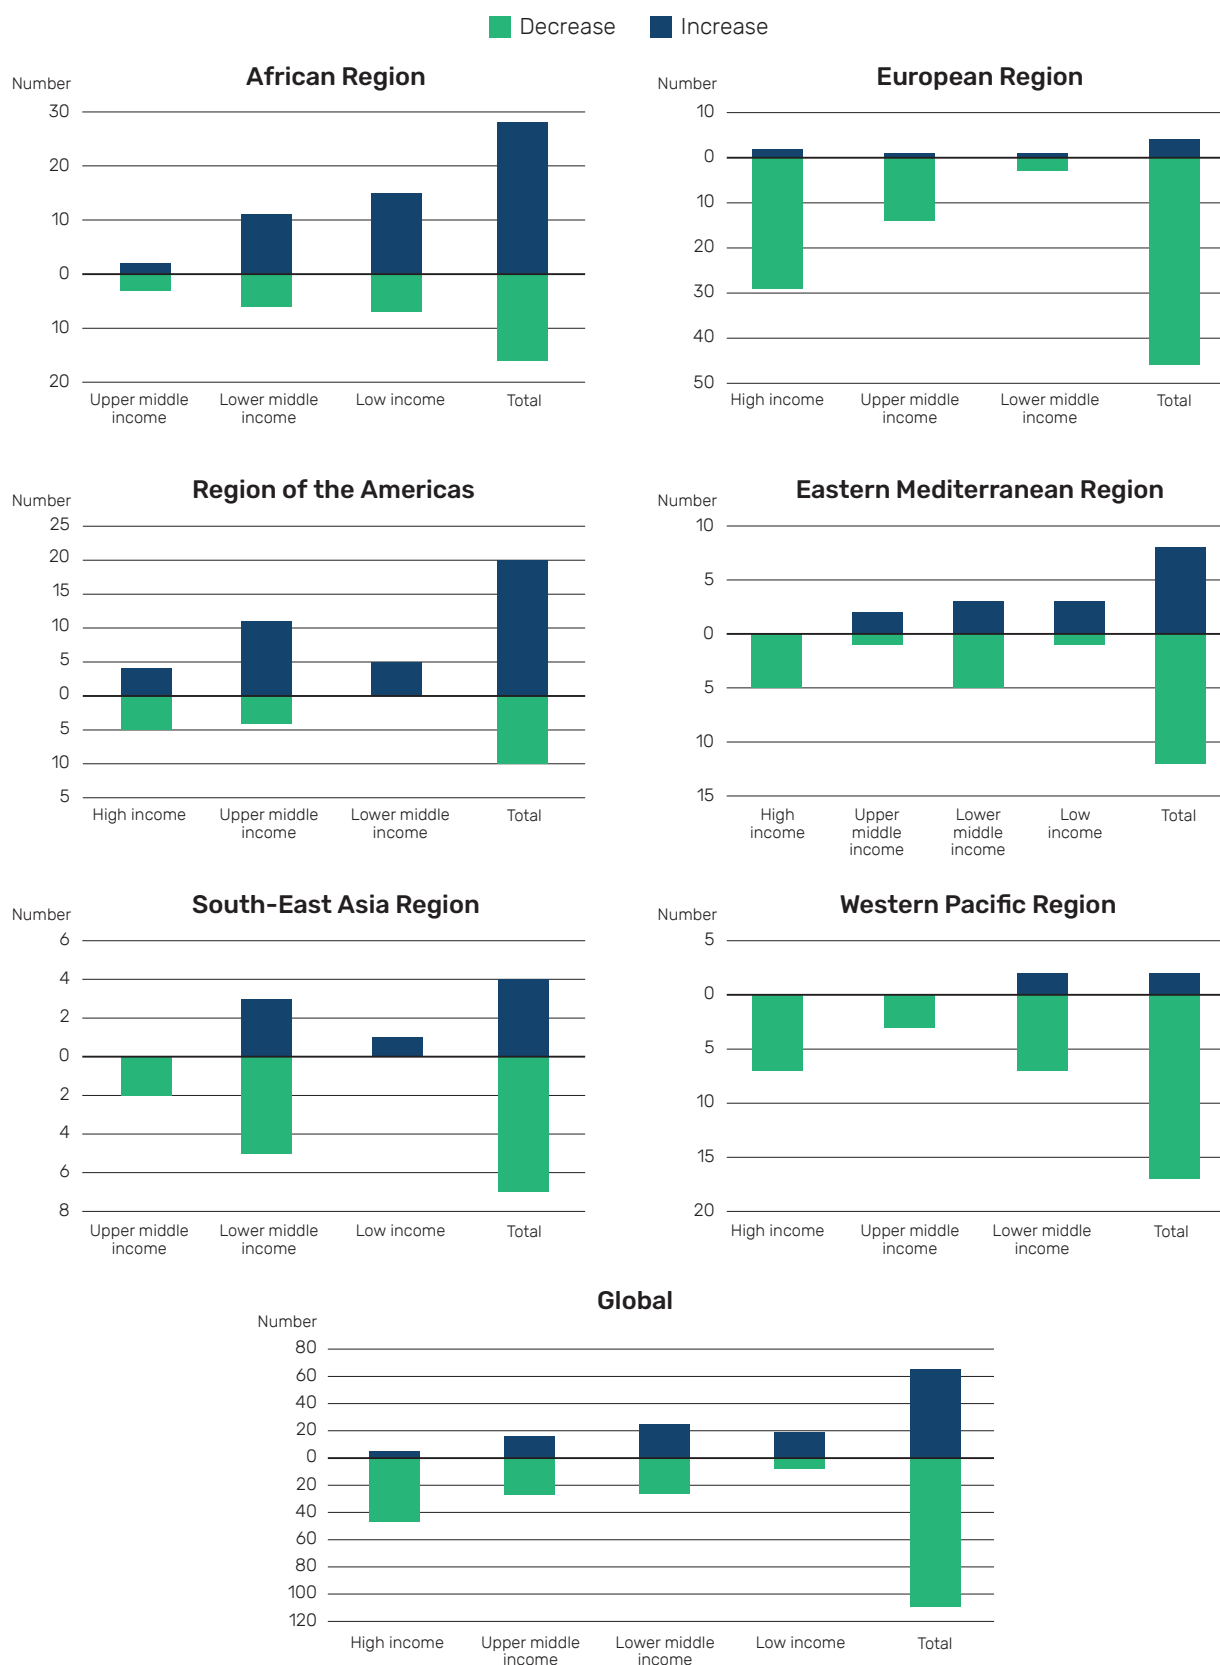 Decrease Increase
African Region
Number
30
20
10
0
10
20
Upper middle income Lower middle income Low income Total
European Region
Number
10
0
10
20
30
40
50
High income Upper middle income Lower middle income Total
Region of the Americas
Number
25
20
15
10
5
0
5
10
5
High income Upper middle income Lower middle income Total
Eastern Mediterranean Region
Number
10
5
0
5
10
15
High income Upper middle income Lower middle income Low income Total
South-East Asia Region
Number
6
4
2
0
2
4
6
8
Upper middle income Lower middle income Low income Total
Western Pacific Region
Number
5
0
5
10
15
20
High income Upper middle income Lower middle income Total
Global
Number
80
60
40
20
0
20
40
60
80
100
120
High income Upper middle income Lower middle income Low income Total